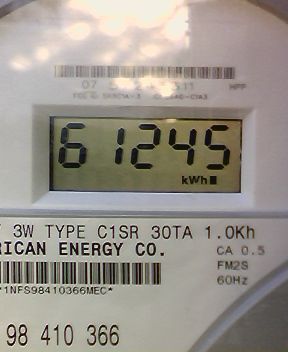 HPF
61245
kWh
3W TYPE C1SR 30TA 1.0Kh
RICAN ENERGY CO.
CA 0.5
FM2S
60Hz
*1NFS98410366MEC*
98 410 366